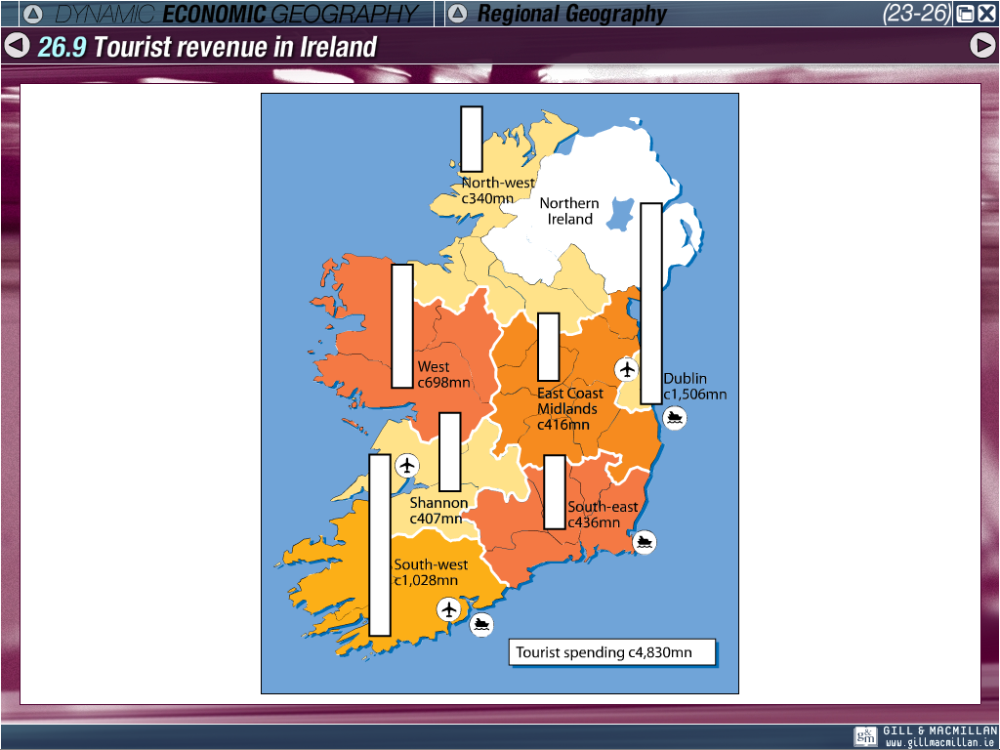 DYNAMIC ECONOMIC GEOGRAPHY
Regional Geography
(23-26)
26.9 Tourist revenue in Ireland
North-west
c340mn
Northern
Ireland
West
c698mn
East Coast
Midlands
c416mn
Dublin
c1,506mn
Shannon
c407mn
South-east
c436mn
South-west
c1,028mn
Tourist spending c4,830mn
g&m
GILL & MACMILLAN
www.gillmacmillan.ie